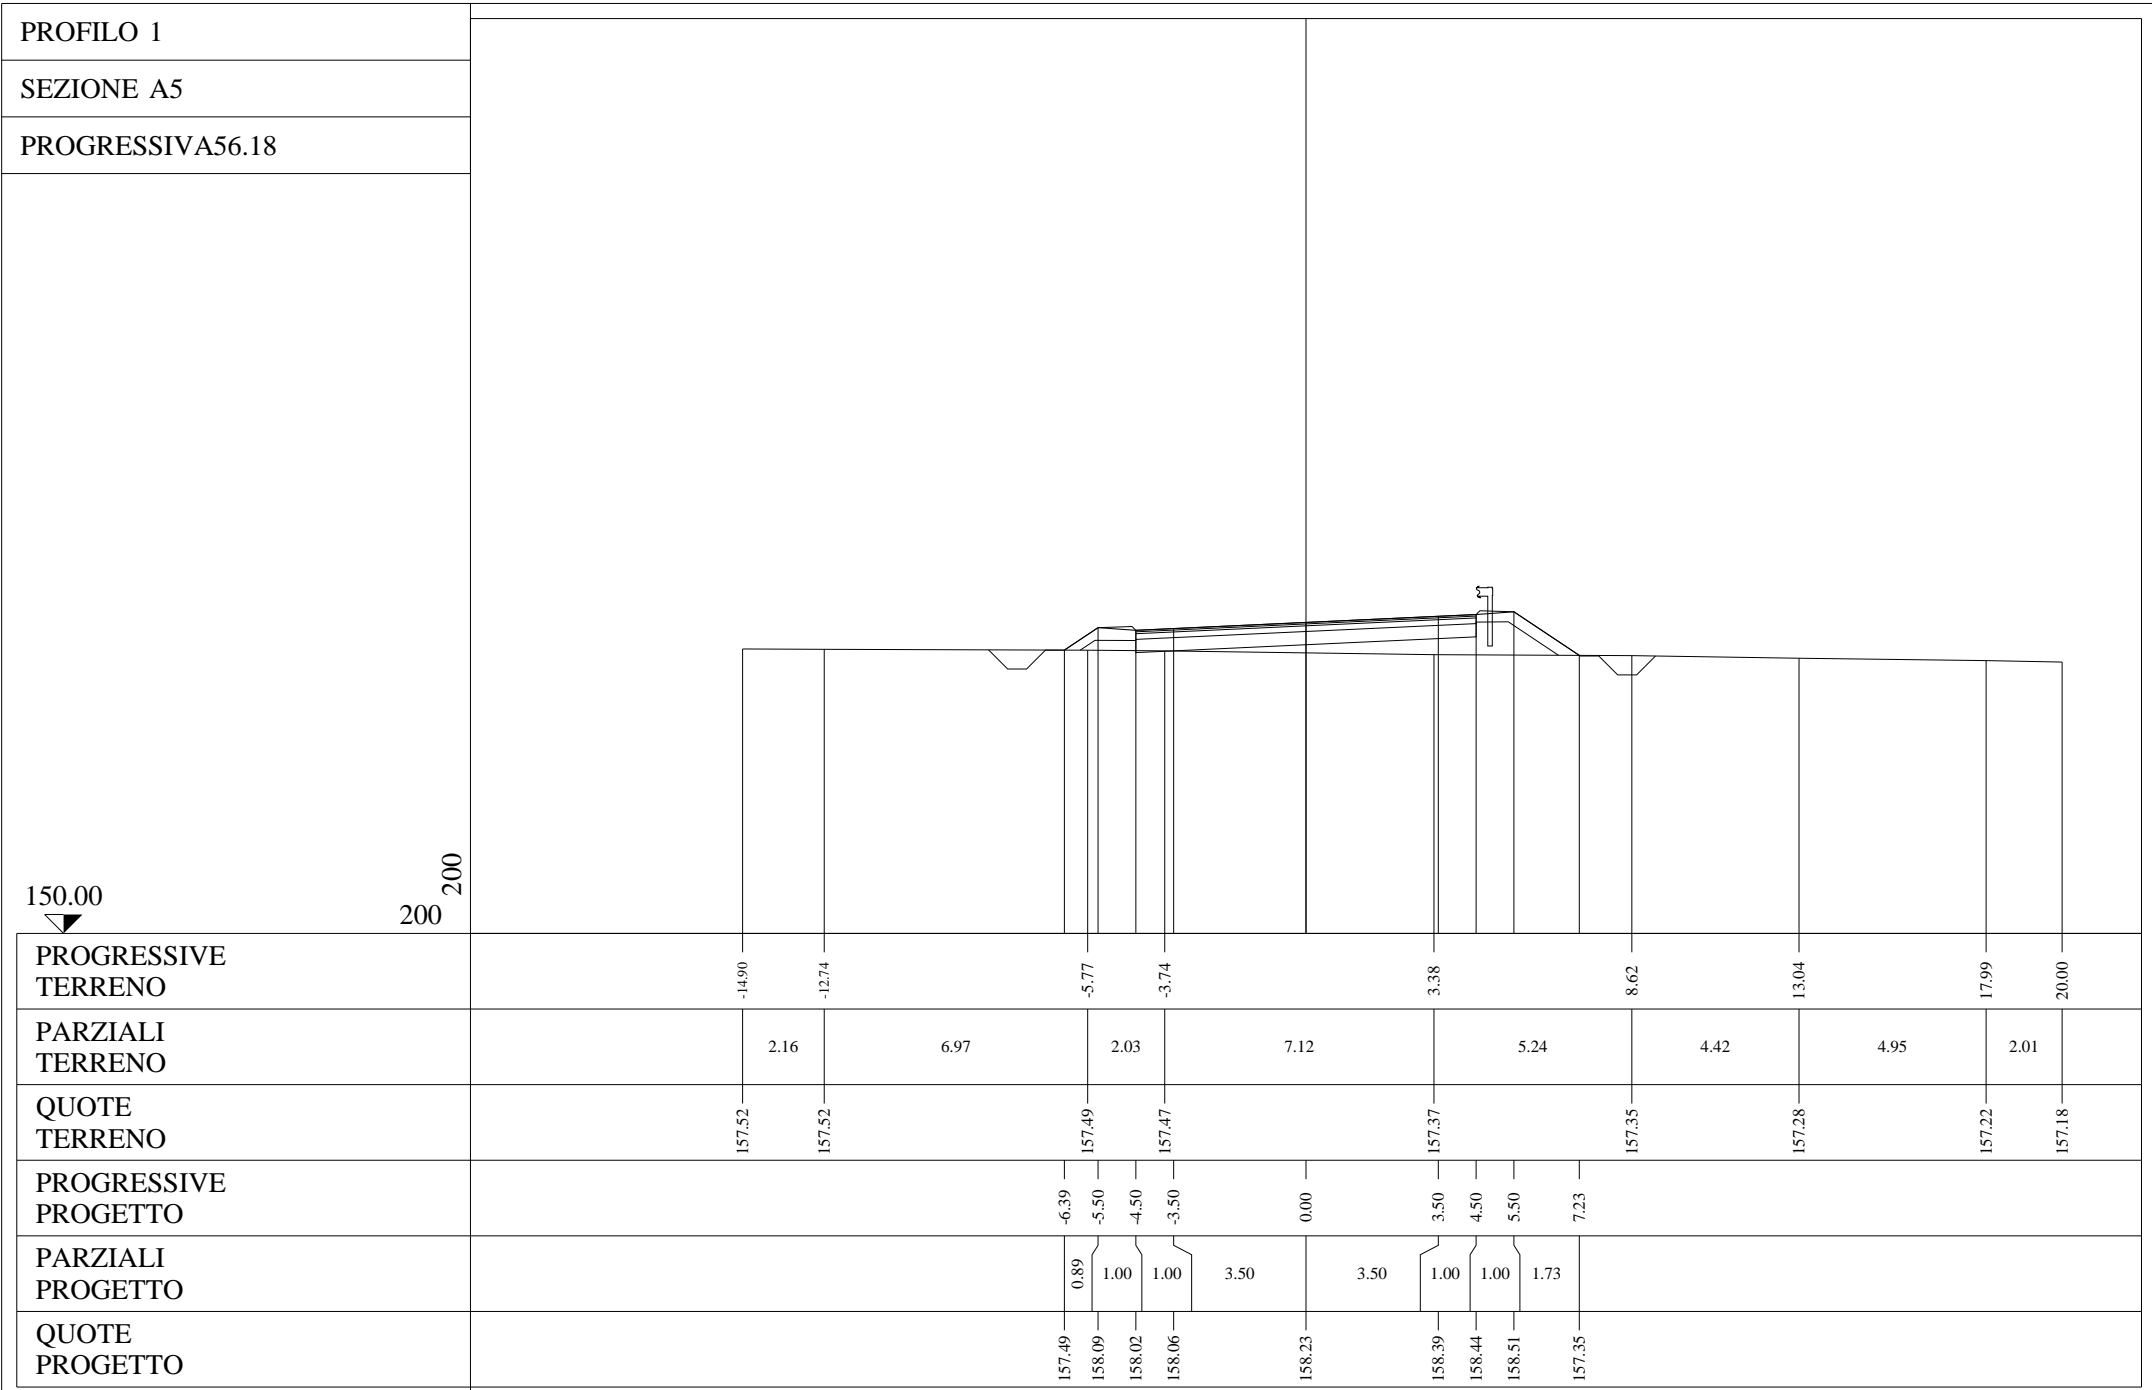 PROFILO 1
SEZIONE A5
PROGRESSIVA56.18
200
150.00
200
PROGRESSIVE
TERRENO
-14.90 -12.74 -5.77 -3.74 3.38 8.62 13.04 17.99 20.00
PARZIALI
TERRENO
2.16 6.97 2.03 7.12 5.24 4.42 4.95 2.01
QUOTE
TERRENO
157.52 157.52 157.49 157.47 157.37 157.35 157.28 157.22 157.18
PROGRESSIVE
PROGETTO
-6.39 -5.50 -4.50 -3.50 0.00 3.50 4.50 5.50 7.23
PARZIALI
PROGETTO
0.89 1.00 1.00 3.50 3.50 1.00 1.00 1.73
QUOTE
PROGETTO
157.49 158.09 158.02 158.06 158.23 158.39 158.44 158.51 157.35